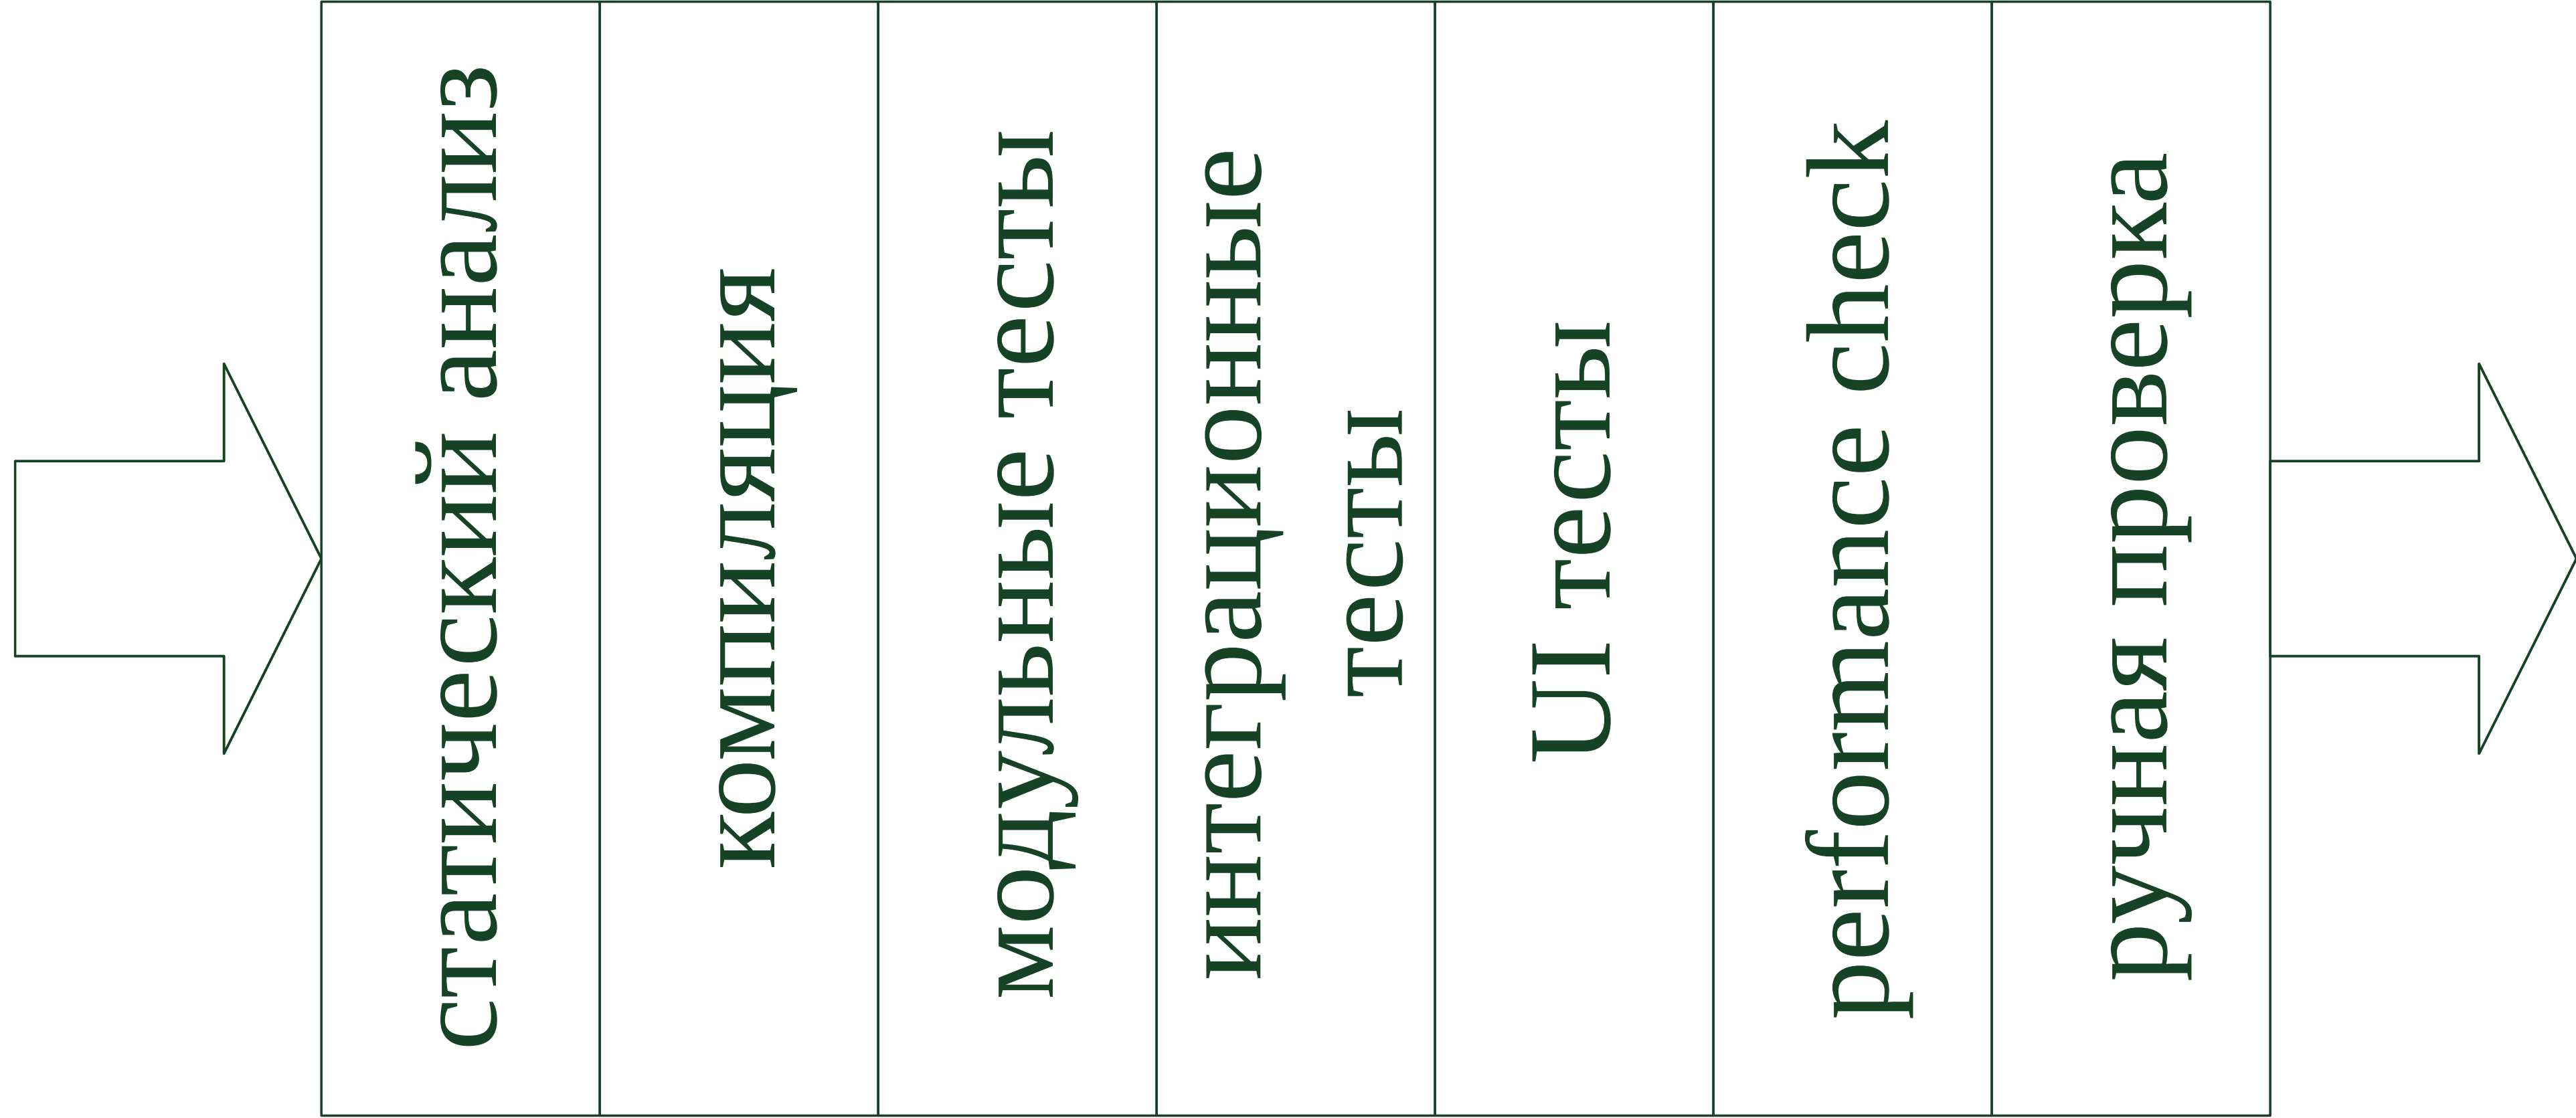 статический анализ
компиляция
модульные тесты
интеграционные
тесты
UI тесты
performance check
ручная проверка